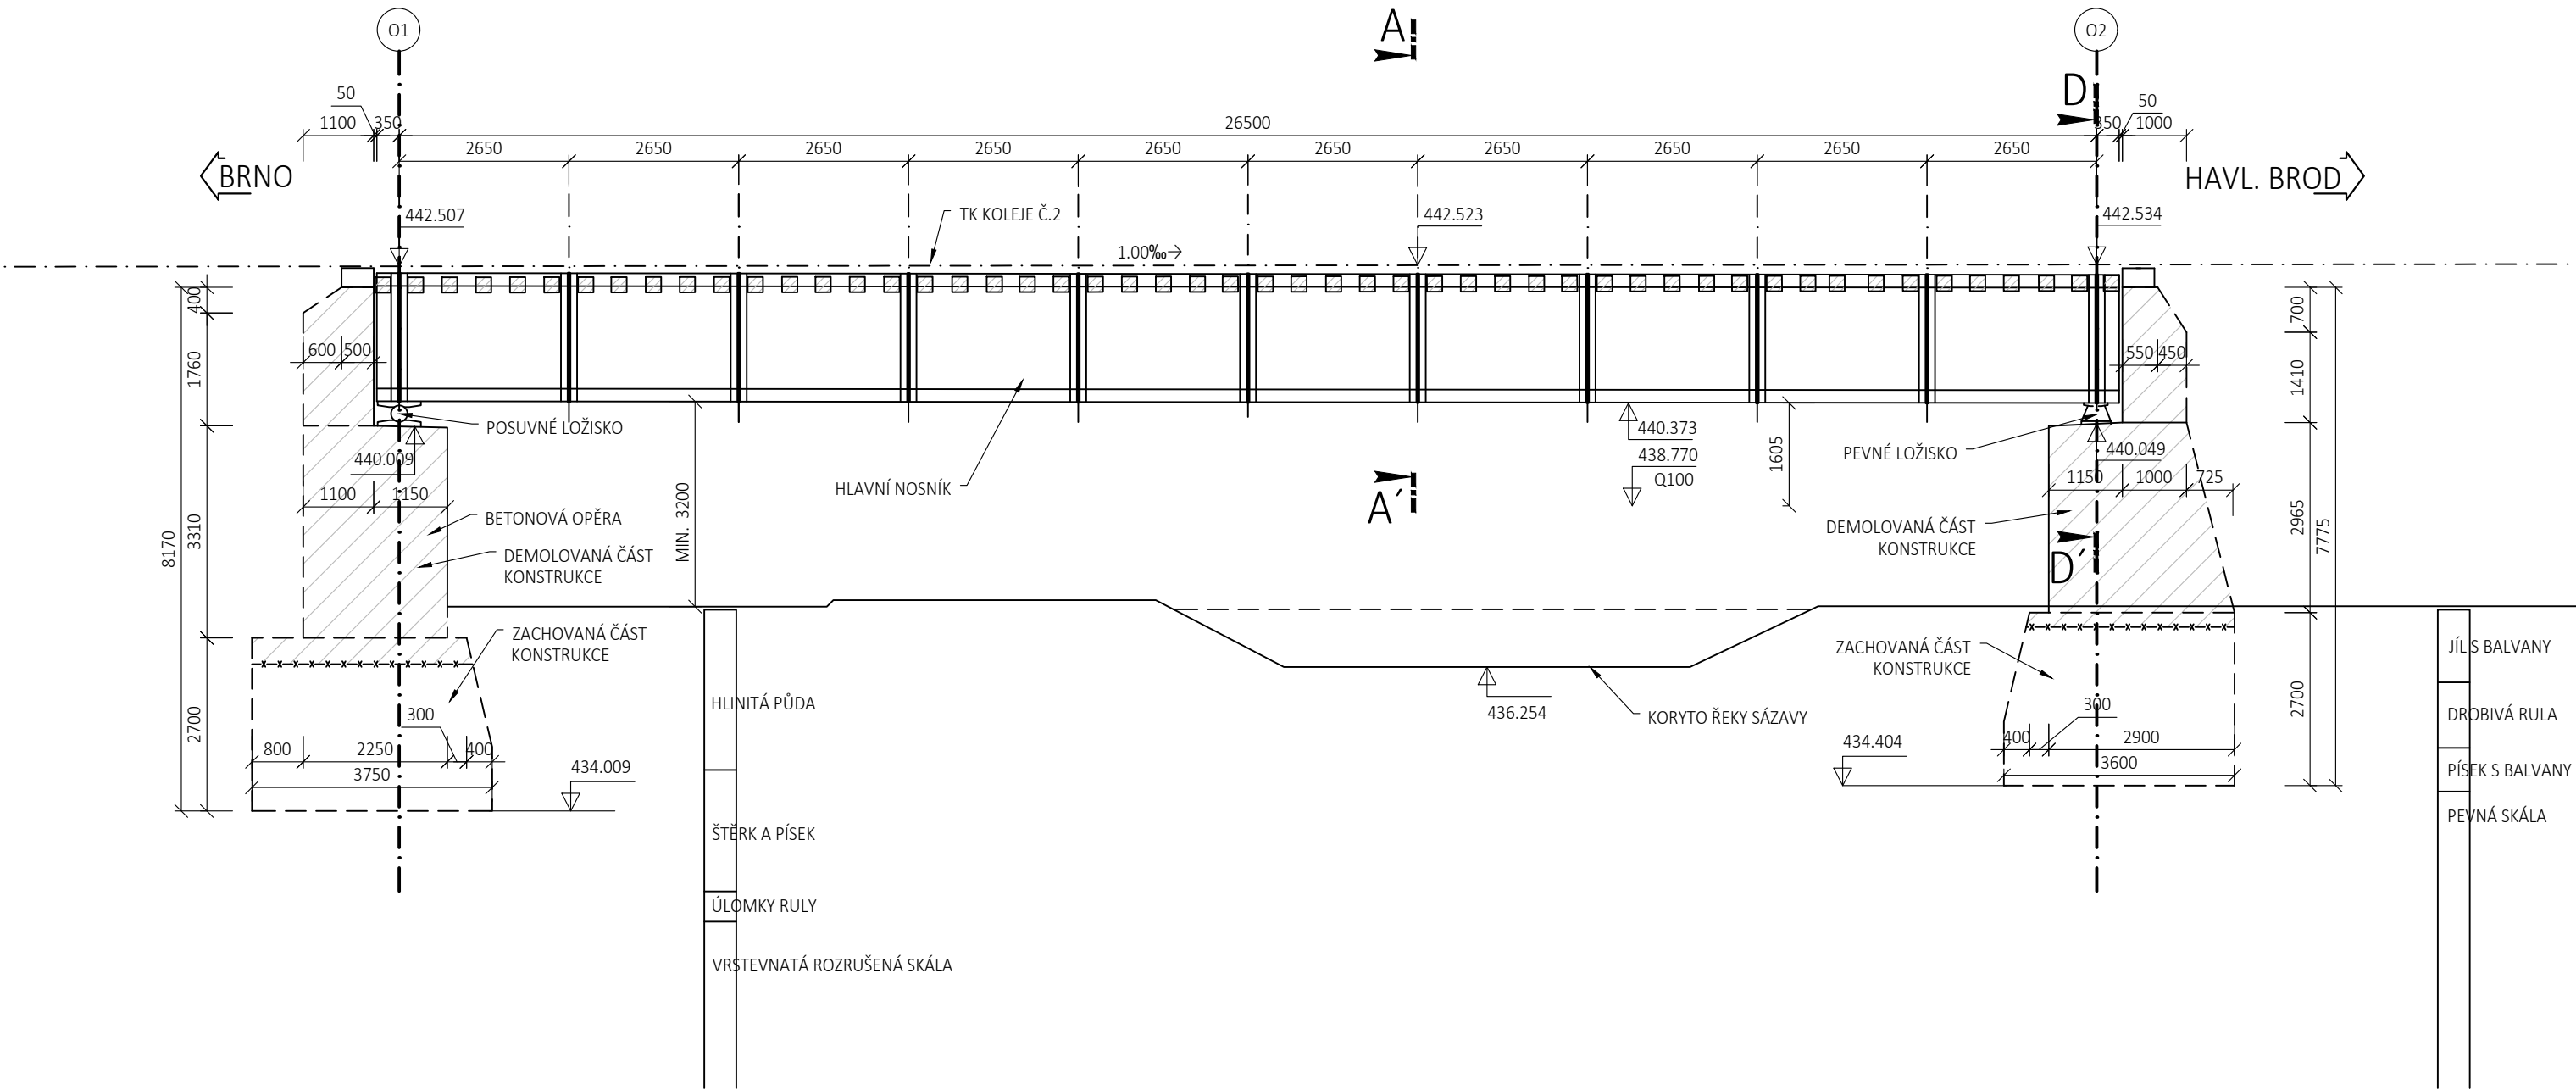 O1
O2
A
D
50
50
1100
350
26500
350
1000
2650
2650
2650
2650
2650
2650
2650
2650
2650
2650
BRNO
HAVL. BROD
442.507
TK KOLEJE Č.2
442.523
442.534
1.00‰
400
700
600
500
550
450
1760
1410
POSUVNÉ LOŽISKO
440.373
440.009
438.770
Q100
1605
PEVNÉ LOŽISKO
440.049
1100
1150
HLAVNÍ NOSNÍK
A´
1150
1000
725
BETONOVÁ OPĚRA
DEMOLOVANÁ ČÁST
KONSTRUKCE
MIN. 3200
DEMOLOVANÁ ČÁST
KONSTRUKCE
D´
8170
3310
2965
7775
ZACHOVANÁ ČÁST
KONSTRUKCE
ZACHOVANÁ ČÁST
KONSTRUKCE
JÍL S BALVANY
HLINITÁ PŮDA
436.254
KORYTO ŘEKY SÁZAVY
DROBIVÁ RULA
2700
300
300
2700
800
2250
400
400
2900
434.404
3750
434.009
3600
PÍSEK S BALVANY
PEVNÁ SKÁLA
ŠTĚRK A PÍSEK
ÚLOMKY RULY
VRSTEVNATÁ ROZRUŠENÁ SKÁLA